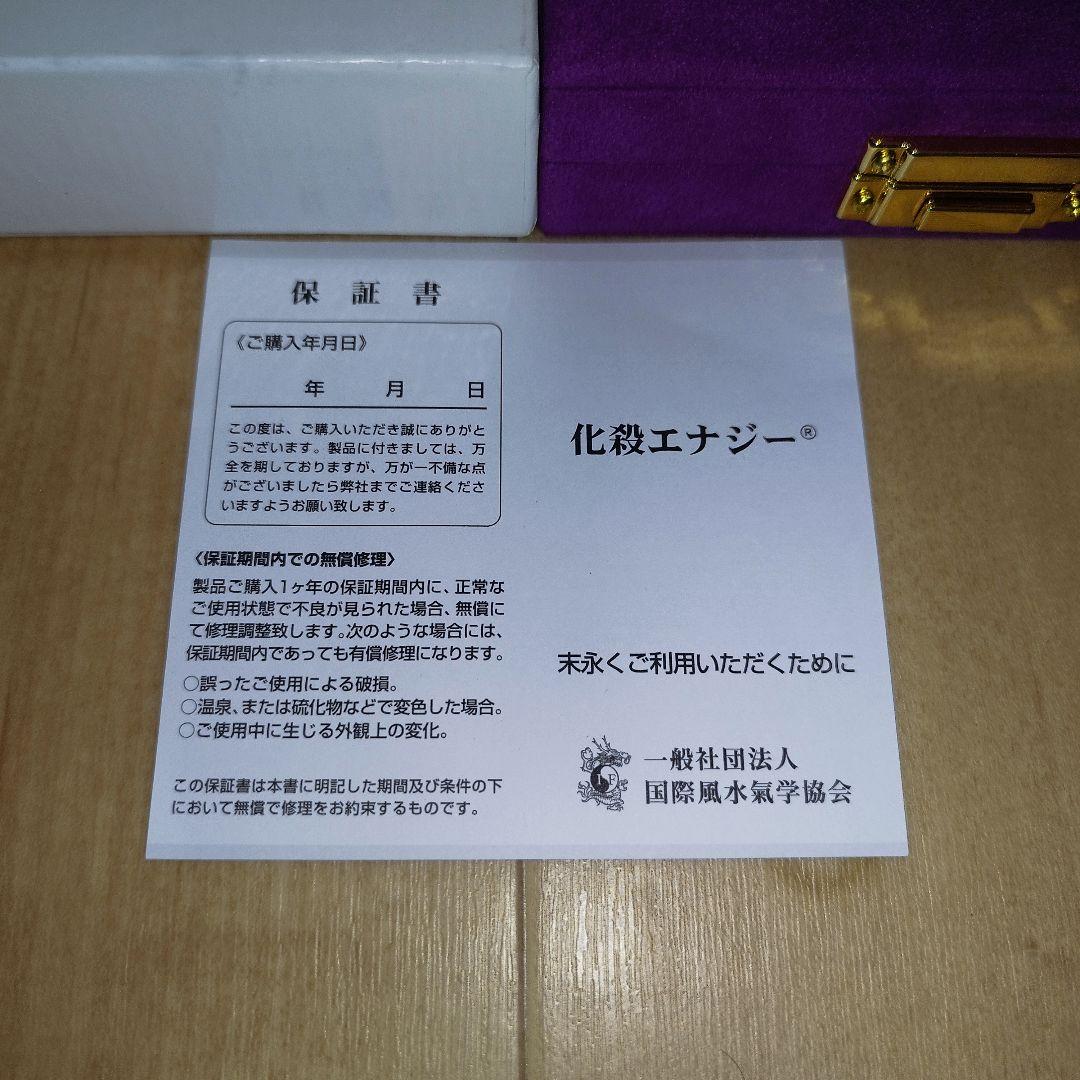 保 証 書
《ご購入年月日》
年 月 日
この度は、ご購入いただき誠にありがと
うございます。製品に付きましては、万
全を期しておりますが、万が一不備な点
がございましたら弊社までご連絡くださ
いますようお願い致します。
〈保証期間内での無償修理〉
製品ご購入1ヶ年の保証期間内に、正常な
ご使用状態で不良が見られた場合、無償に
て修理調整致します。次のような場合には、
保証期間内であっても有償修理になります。
○誤ったご使用による破損。
○温泉、または硫化物などで変色した場合。
○ご使用中に生じる外観上の変化。
この保証書は本書に明記した期間及び条件の下
において無償で修理をお約束するものです。
化殺エナジー®
末永くご利用いただくために
一般社団法人
国際風水氣学協会